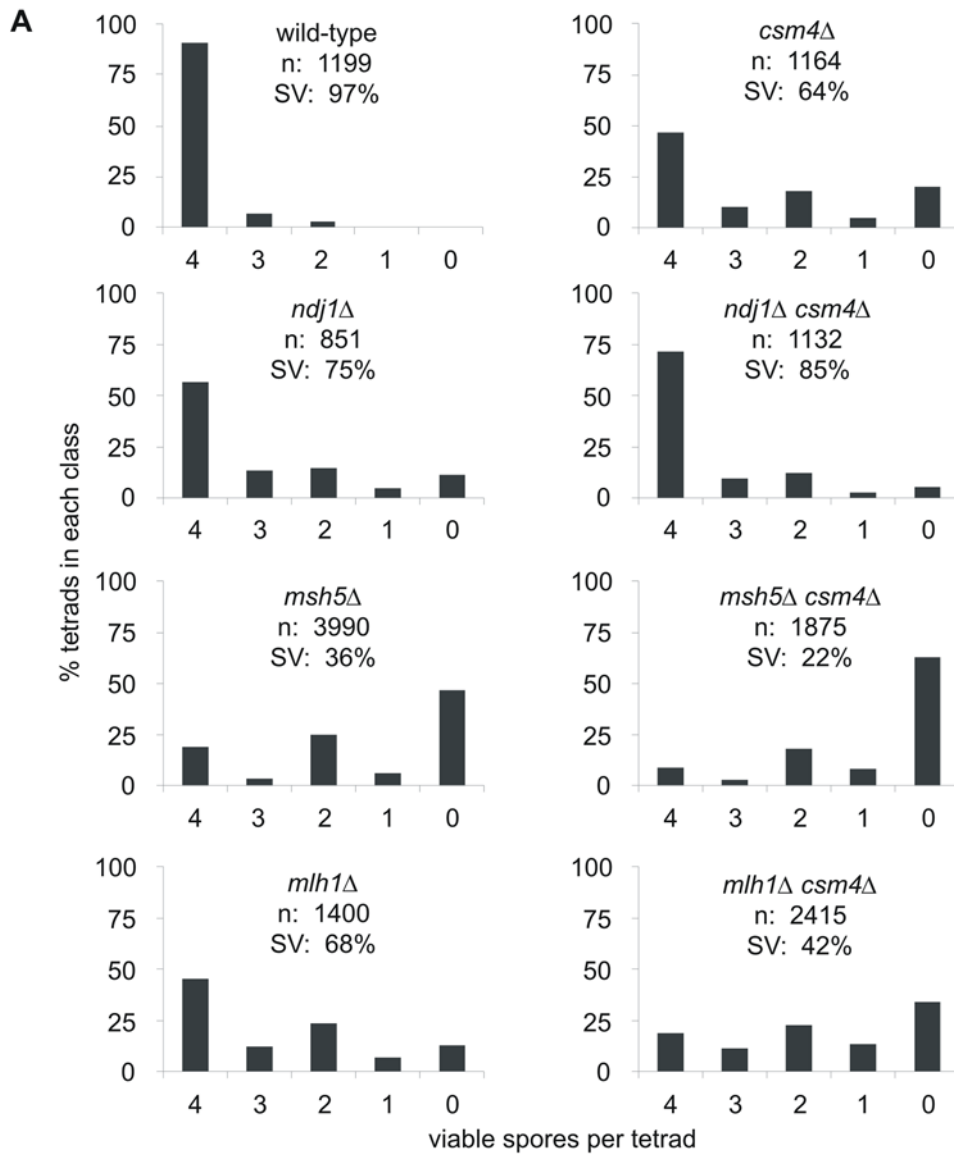 A
wild-type
n: 1199
SV: 97%
100
75
50
25
0
4 3 2 1 0
csm4Δ
n: 1164
SV: 64%
100
75
50
25
0
4 3 2 1 0
ndj1Δ
n: 851
SV: 75%
100
75
50
25
0
4 3 2 1 0
ndj1Δ csm4Δ
n: 1132
SV: 85%
100
75
50
25
0
4 3 2 1 0
% tetrads in each class
msh5Δ
n: 3990
SV: 36%
100
75
50
25
0
4 3 2 1 0
msh5Δ csm4Δ
n: 1875
SV: 22%
100
75
50
25
0
4 3 2 1 0
mlh1Δ
n: 1400
SV: 68%
100
75
50
25
0
4 3 2 1 0
mlh1Δ csm4Δ
n: 2415
SV: 42%
100
75
50
25
0
4 3 2 1 0
viable spores per tetrad